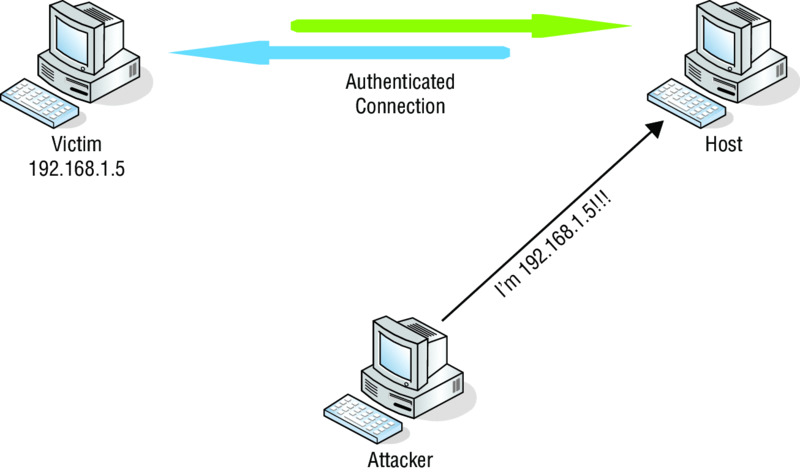 Authenticated
Connection
Victim
192.168.1.5
Host
I'm 192.168.1.5!!!
Attacker